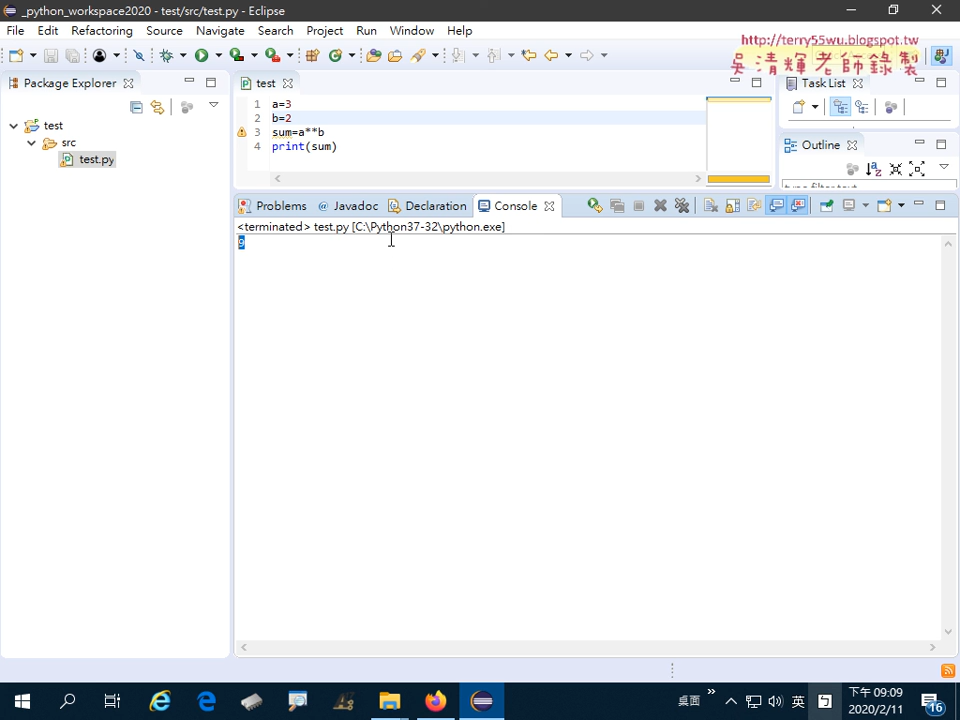 _python_workspace2020 - test/src/test.py - Eclipse
File Edit Refactoring Source Navigate Search Project Run Window Help
http://terry55wu.blogspot.tw
吳清輝老師錄製
Package Explorer
test
Task List
test
src
test.py
1 a=3
2 b=2
3 sum=a**b
4 print(sum)
Outline
Problems @ Javadoc Declaration Console
<terminated> test.py [C:\Python37-32\python.exe]
9
桌面 英 下午 09:09
2020/2/11
16